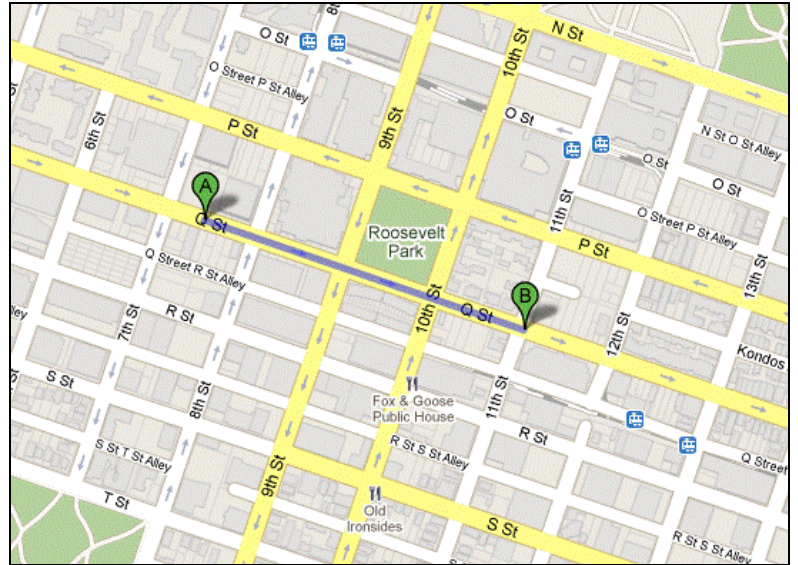 8t
O St
N St
10th St
O Street P St Alley
9th St
6th St
P St
O St
N St O St Alley
O St
O St
A
Q St
Roosevelt
Park
11th St
O Street P St Alley
P St
Q Street R St Alley
13th St
B
R St
7th St
10th St
Q St
12th St
Kondos
S St
8th St
Fox & Goose
Public House
11th St
R St
S St T St Alley
R St S St Alley
Q Street
9th St
T St
Old
Ironsides
S St
R St S St Alley